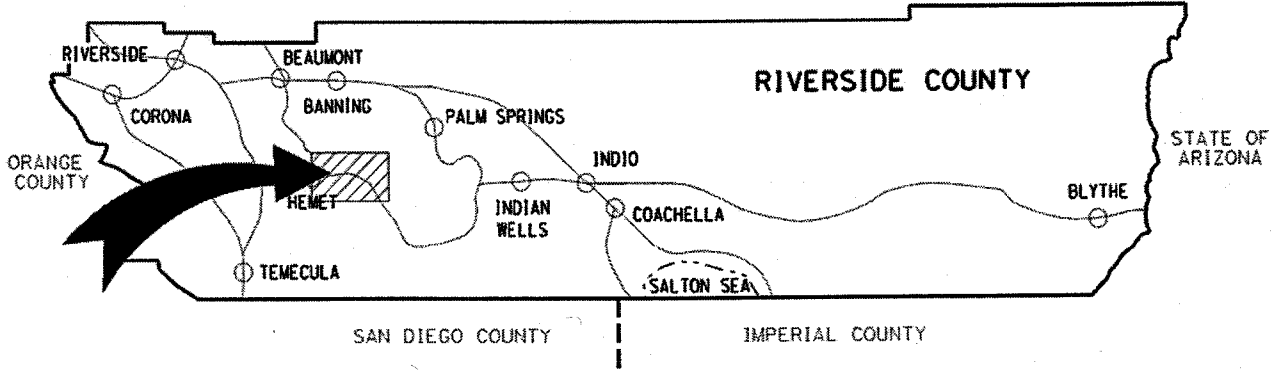 RIVERSIDE
BEAUMONT
RIVERSIDE COUNTY
BANNING
CORONA
PALM SPRINGS
STATE OF
ARIZONA
ORANGE
COUNTY
INDIO
HEMET
INDIAN
WELLS
COACHELLA
BLYTHE
TEMECULA
SALTON SEA
SAN DIEGO COUNTY
IMPERIAL COUNTY